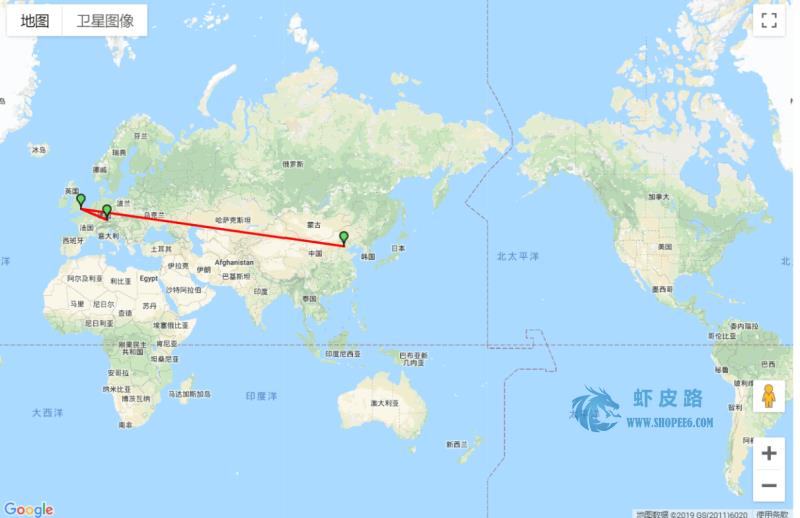 地图 卫星图像
冰岛
芬兰
瑞典
挪威
俄罗斯
英国
波兰
乌克兰
哈萨克斯坦
蒙古
法国
意大利
西班牙
土耳其
中国
韩国
日本
加拿大
美国
北太平洋
洋
北
伊拉克
伊朗
Afghanistan
巴基斯坦
阿尔及利亚
利比亚
Egypt
沙特阿拉伯
印度
泰国
墨西哥
马里
尼日尔
苏丹
乍得
尼日利亚
埃塞俄比亚
委内瑞拉
哥伦比亚
刚果民主
共和国
肯尼亚
坦桑尼亚
印度尼西亚
巴布亚新
几内亚
秘鲁
巴西
玻利维
安哥拉
纳米比亚
博茨瓦纳
马达加斯加岛
南非
大西洋
印度洋
澳大利亚
新西兰
智利
阿根
虾皮路
WWW.SHOPEE6.COM
Google
地图数据 ©2019 GS(2011)6020 使用条款